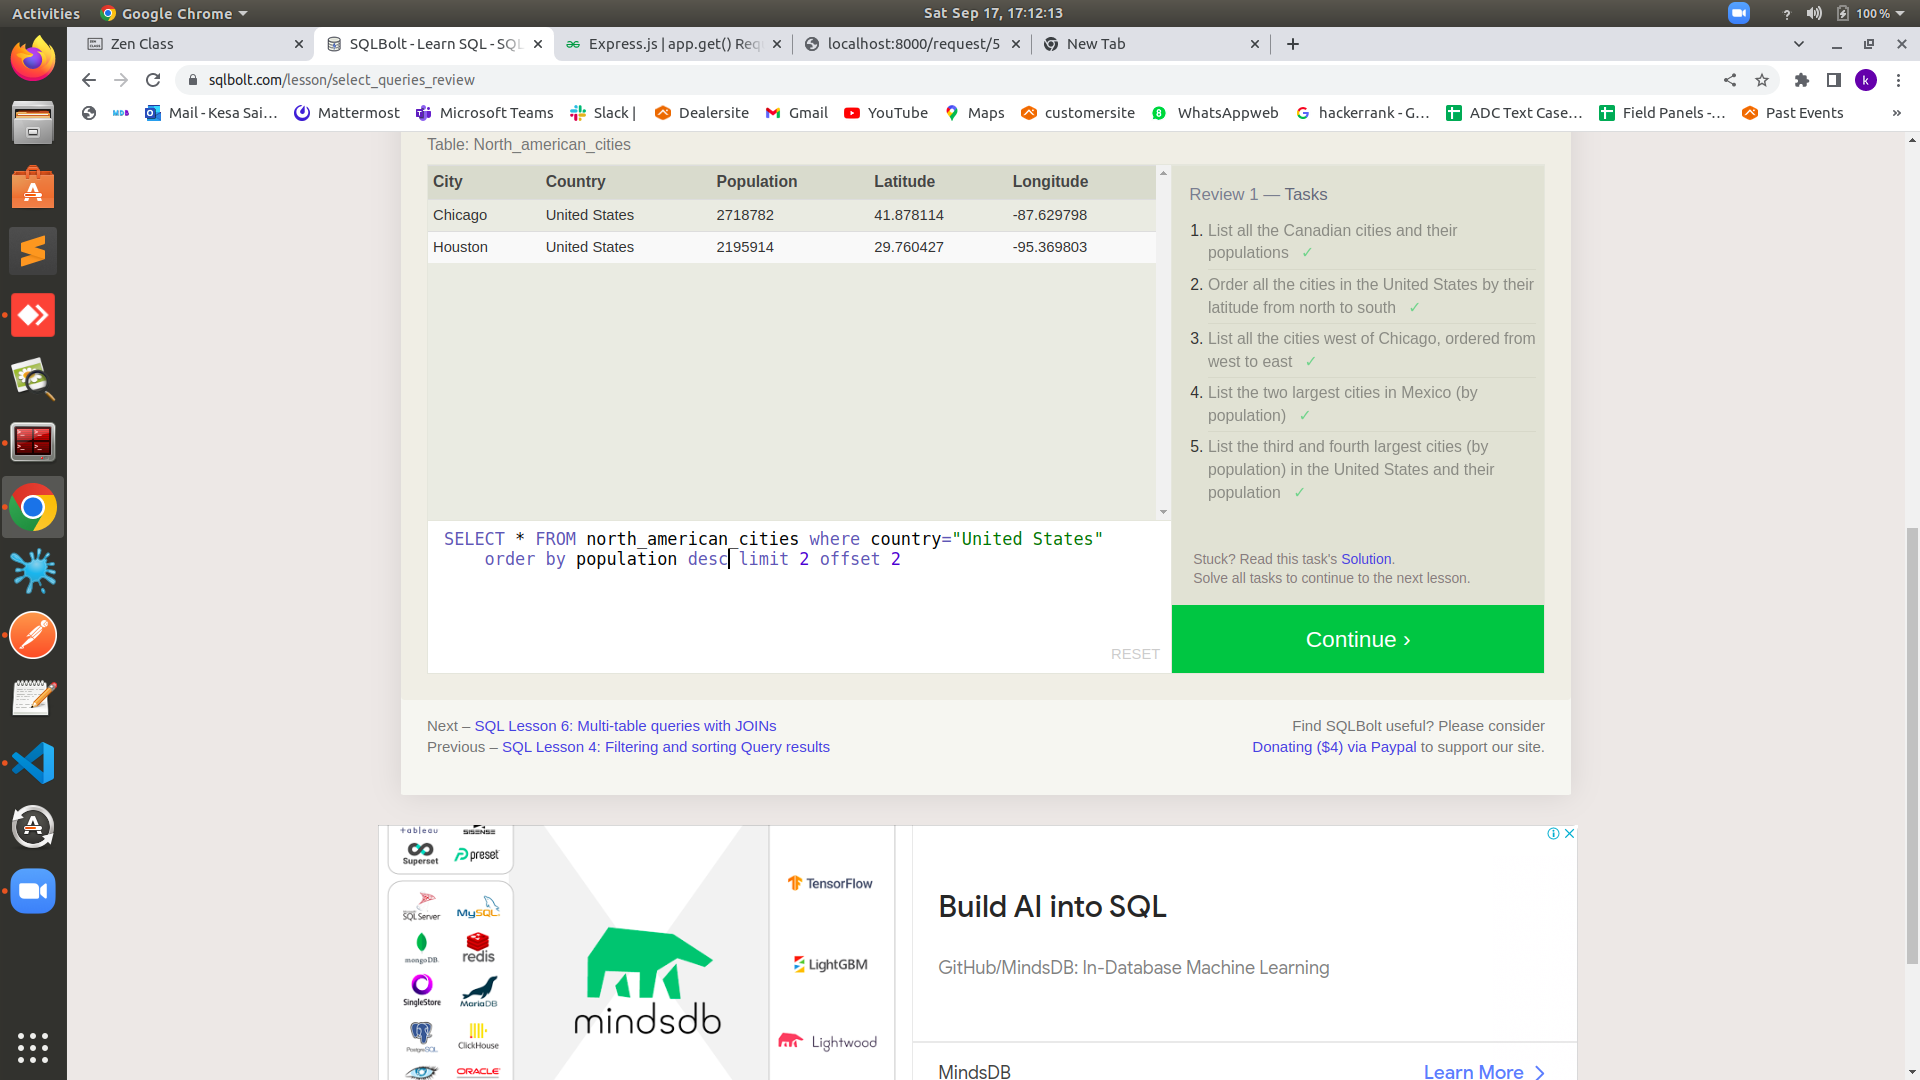 Activities
Google Chrome
Sat Sep 17, 17:12:13
100 %
Zen Class
SQLBolt - Learn SQL - SQL
Express.js | app.get() Req
localhost:8000/request/5
New Tab
sqlbolt.com/lesson/select_queries_review
k
MDB
Mail - Kesa Sai...
Mattermost
Microsoft Teams
Slack |
Dealersite
Gmail
YouTube
Maps
customersite
8
WhatsAppweb
hackerrank - G...
ADC Text Case...
Field Panels -...
Past Events
»
Table: North_american_cities
City Country Population Latitude Longitude
Chicago United States 2718782 41.878114 -87.629798
Houston United States 2195914 29.760427 -95.369803
SELECT * FROM north_american_cities where country="United States"
order by population desc limit 2 offset 2
RESET
Review 1 — Tasks
1. List all the Canadian cities and their
populations ✓
2. Order all the cities in the United States by their
latitude from north to south ✓
3. List all the cities west of Chicago, ordered from
west to east ✓
4. List the two largest cities in Mexico (by
population) ✓
5. List the third and fourth largest cities (by
population) in the United States and their
population ✓
Stuck? Read this task's Solution.
Solve all tasks to continue to the next lesson.
Continue ›
Next – SQL Lesson 6: Multi-table queries with JOINs
Previous – SQL Lesson 4: Filtering and sorting Query results
Find SQLBolt useful? Please consider
Donating ($4) via Paypal to support our site.
+ableau
SISENSE
Superset
preset
SQL Server
MySQL
mongoDB
redis
SingleStore
MariaDB
PostgreSQL
ClickHouse
ORACLE
mindsdb
TensorFlow
LightGBM
Lightwood
Build AI into SQL
GitHub/MindsDB: In-Database Machine Learning
MindsDB
Learn More